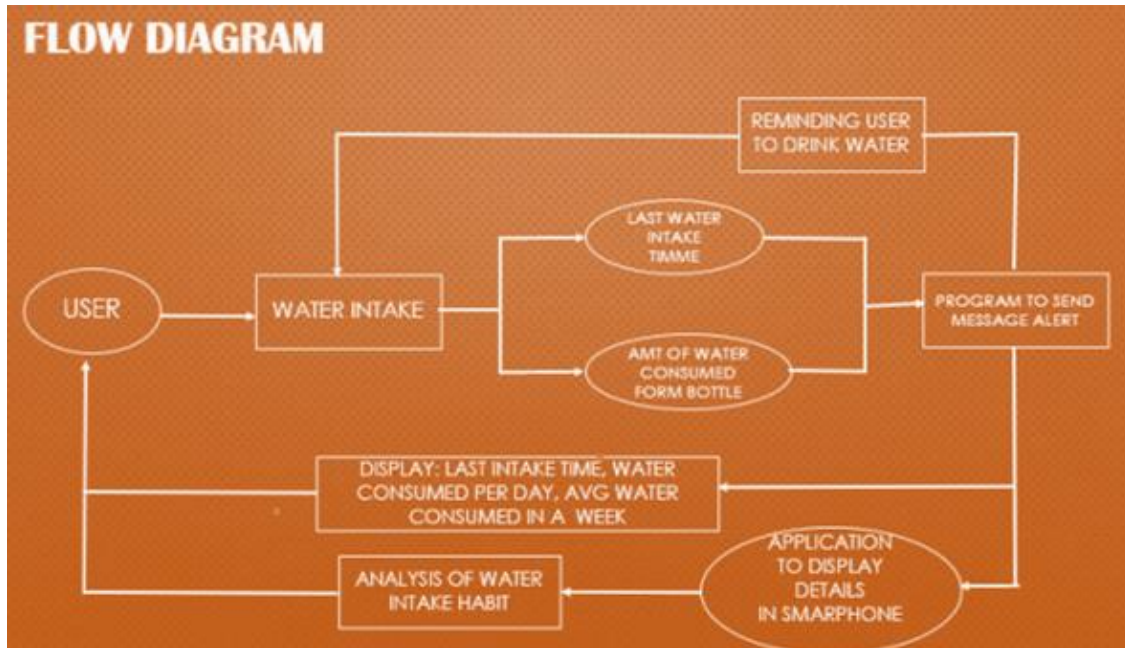 FLOW DIAGRAM
REMINDING USER
TO DRINK WATER
LAST WATER
INTAKE
TIMME
USER
WATER INTAKE
PROGRAM TO SEND
MESSAGE ALERT
AMT OF WATER
CONSUMED
FORM BOTTLE
DISPLAY: LAST INTAKE TIME, WATER
CONSUMED PER DAY, AVG WATER
CONSUMED IN A WEEK
APPLICATION
TO DISPLAY
DETAILS
IN SMARPHONE
ANALYSIS OF WATER
INTAKE HABIT